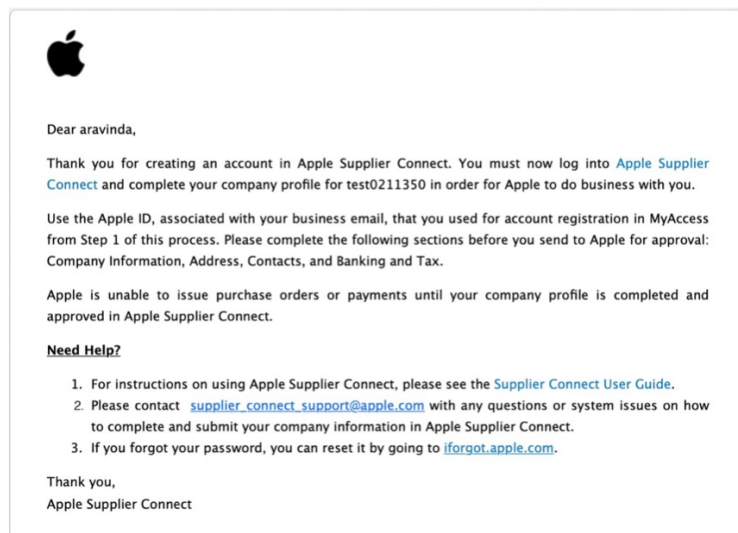 Dear aravinda,
Thank you for creating an account in Apple Supplier Connect. You must now log into Apple Supplier
Connect and complete your company profile for test0211350 in order for Apple to do business with you.
Use the Apple ID, associated with your business email, that you used for account registration in MyAccess
from Step 1 of this process. Please complete the following sections before you send to Apple for approval:
Company Information, Address, Contacts, and Banking and Tax.
Apple is unable to issue purchase orders or payments until your company profile is completed and
approved in Apple Supplier Connect.
Need Help?
1. For instructions on using Apple Supplier Connect, please see the Supplier Connect User Guide.
2. Please contact supplier_connect_support@apple.com with any questions or system issues on how
to complete and submit your company information in Apple Supplier Connect.
3. If you forgot your password, you can reset it by going to iforgot.apple.com.
Thank you,
Apple Supplier Connect